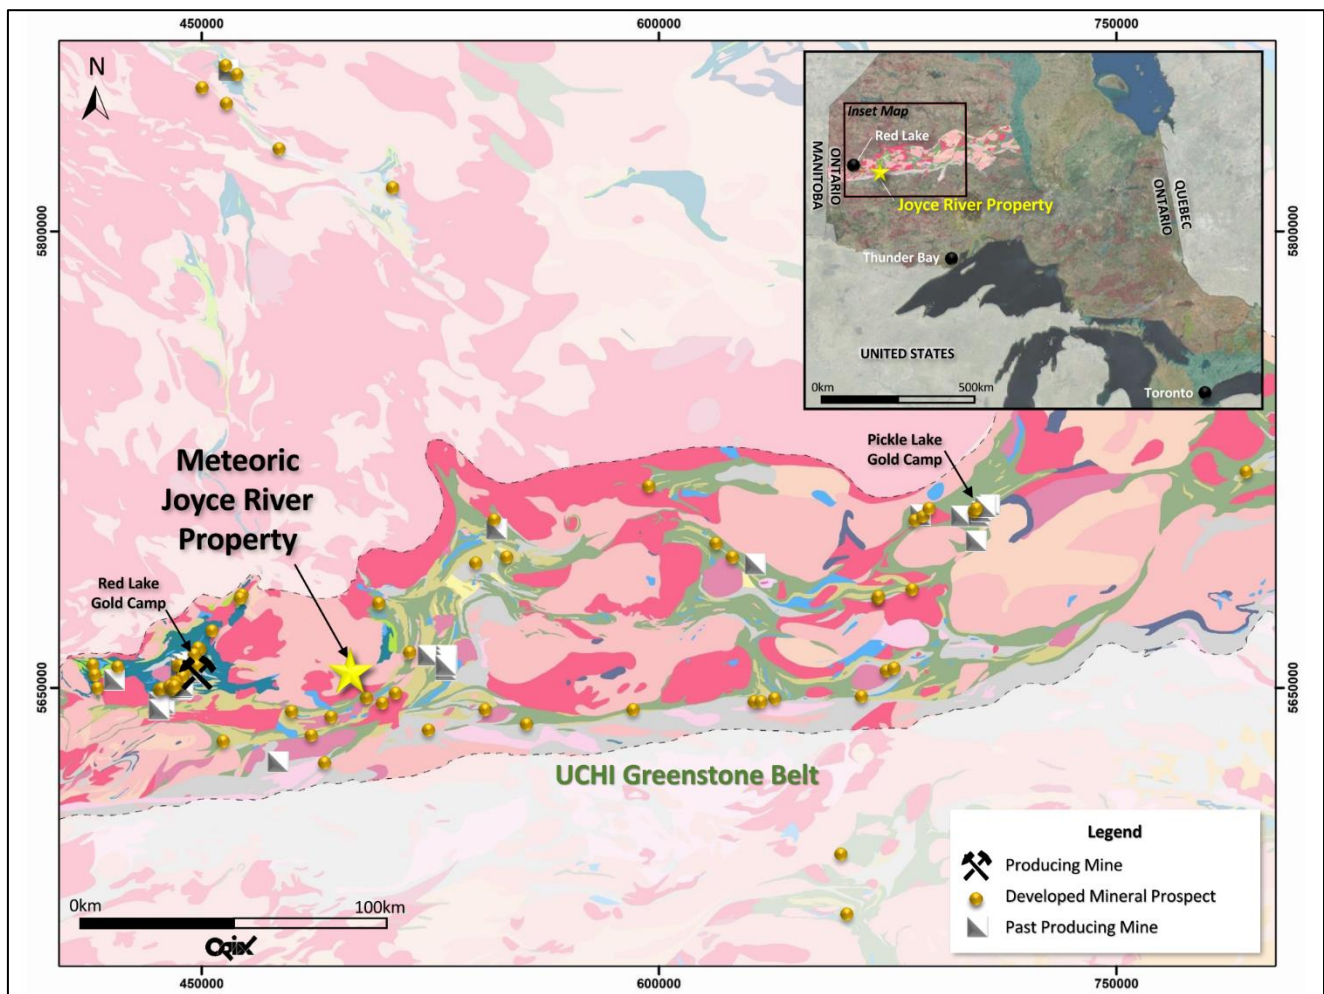 450000
600000
750000
N
Inset Map
Red Lake
ONTARIO
MANITOBA
Joyce River Property
QUEBEC
ONTARIO
Thunder Bay
UNITED STATES
0km
500km
Toronto
5800000
5800000
Pickle Lake
Gold Camp
Meteoric
Joyce River
Property
Red Lake
Gold Camp
5650000
5650000
UCHI Greenstone Belt
Legend
Producing Mine
Developed Mineral Prospect
Past Producing Mine
0km
100km
Ogix
450000
600000
750000